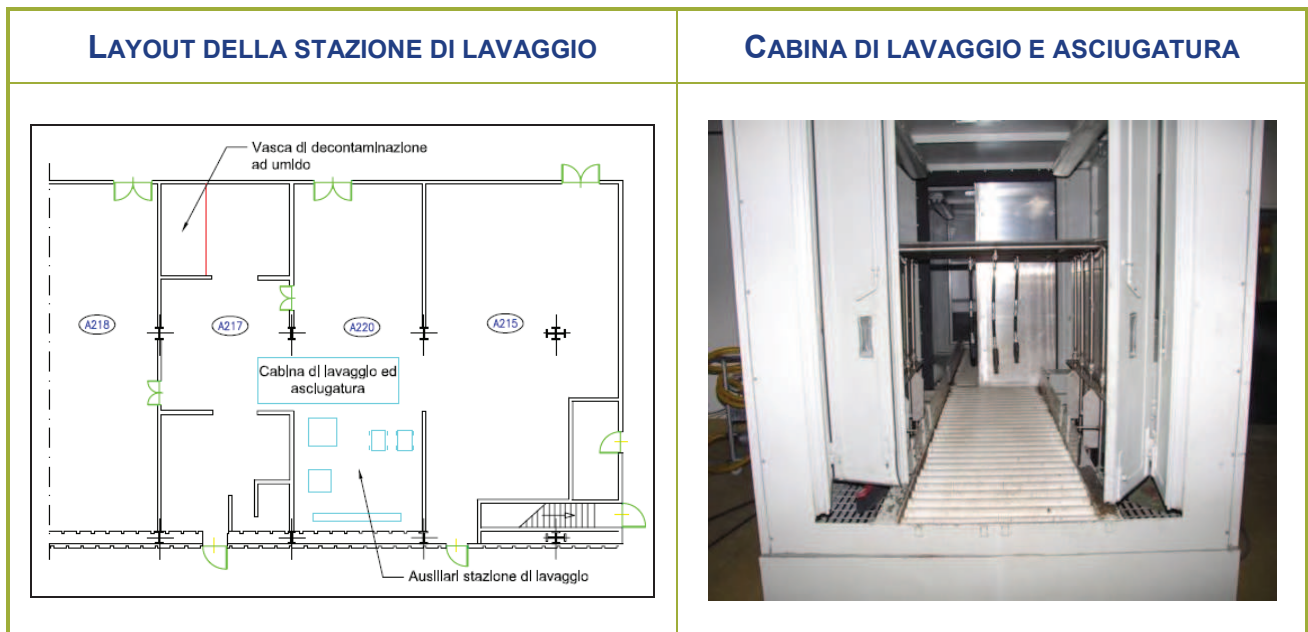 LAYOUT DELLA STAZIONE DI LAVAGGIO
CABINA DI LAVAGGIO E ASCIUGATURA
Vasca di decontaminazione
ad umido
A218
A217
A220
A215
Cabina di lavaggio ed
asciugatura
Ausiliari stazione di lavaggio